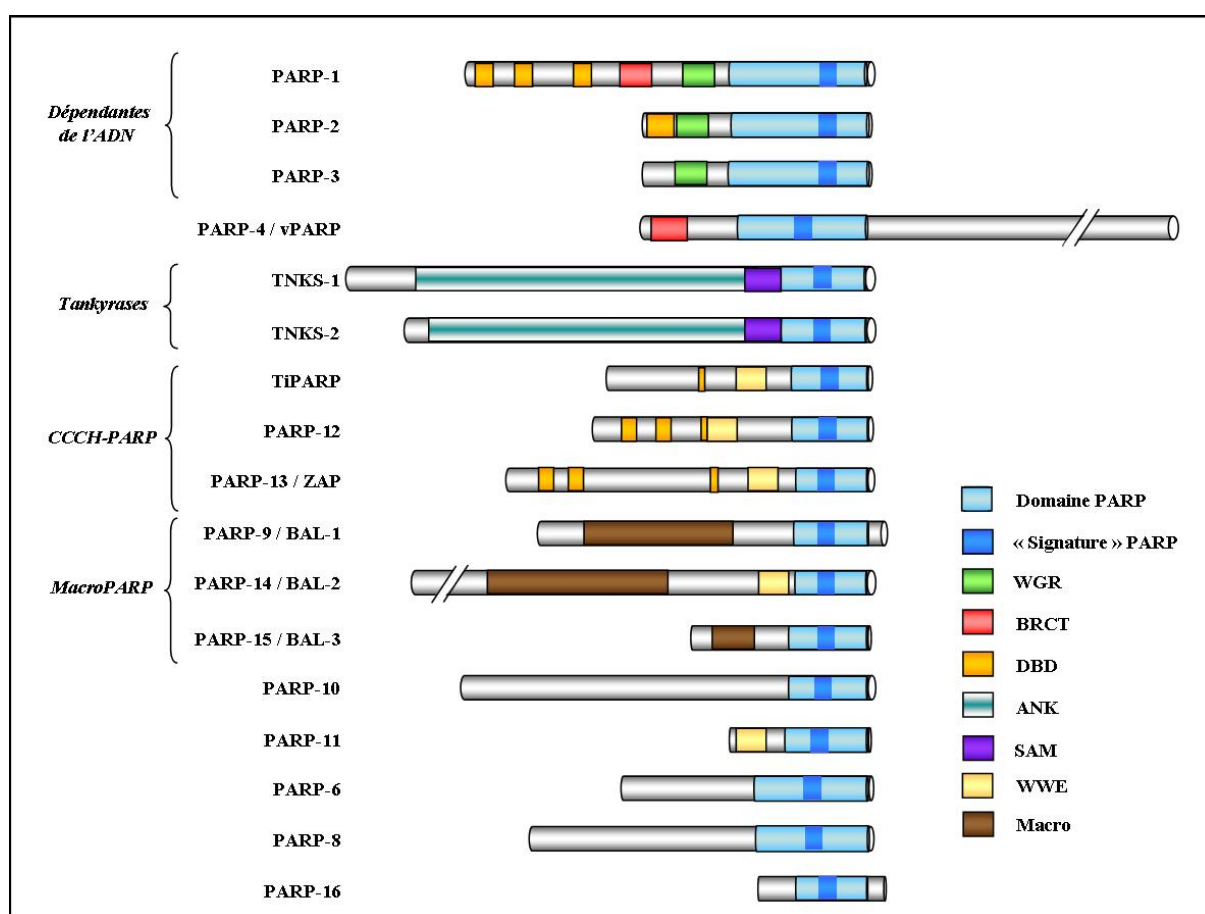 PARP-1
Dépendantes
de l'ADN
PARP-2
PARP-3
PARP-4 / vPARP
TNKS-1
Tankyrases
TNKS-2
TiPARP
CCCH-PARP
PARP-12
PARP-13 / ZAP
PARP-9 / BAL-1
MacroPARP
PARP-14 / BAL-2
PARP-15 / BAL-3
PARP-10
PARP-11
PARP-6
PARP-8
PARP-16
Domaine PARP
« Signature » PARP
WGR
BRCT
DBD
ANK
SAM
WWE
Macro